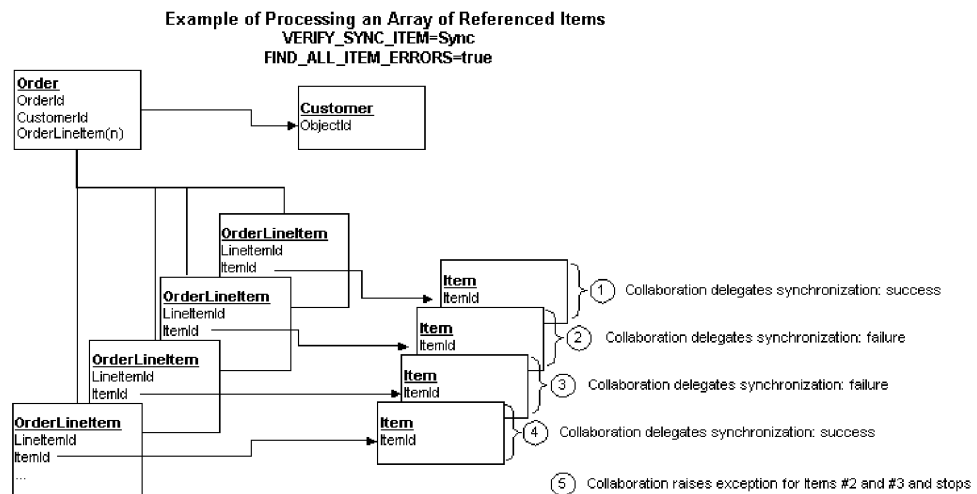 Example of Processing an Array of Referenced Items
VERIFY_SYNC_ITEM=Sync
FIND_ALL_ITEM_ERRORS=true
Order
OrderId
CustomerId
OrderLineItem(n)
Customer
ObjectId
OrderLineItem
LineItemId
ItemId
Item
ItemId
1 Collaboration delegates synchronization: success
OrderLineItem
LineItemId
ItemId
Item
ItemId
2 Collaboration delegates synchronization: failure
OrderLineItem
LineItemId
ItemId
Item
ItemId
3 Collaboration delegates synchronization: failure
OrderLineItem
LineItemId
ItemId
...
Item
ItemId
4 Collaboration delegates synchronization: success
5 Collaboration raises exception for Items #2 and #3 and stops